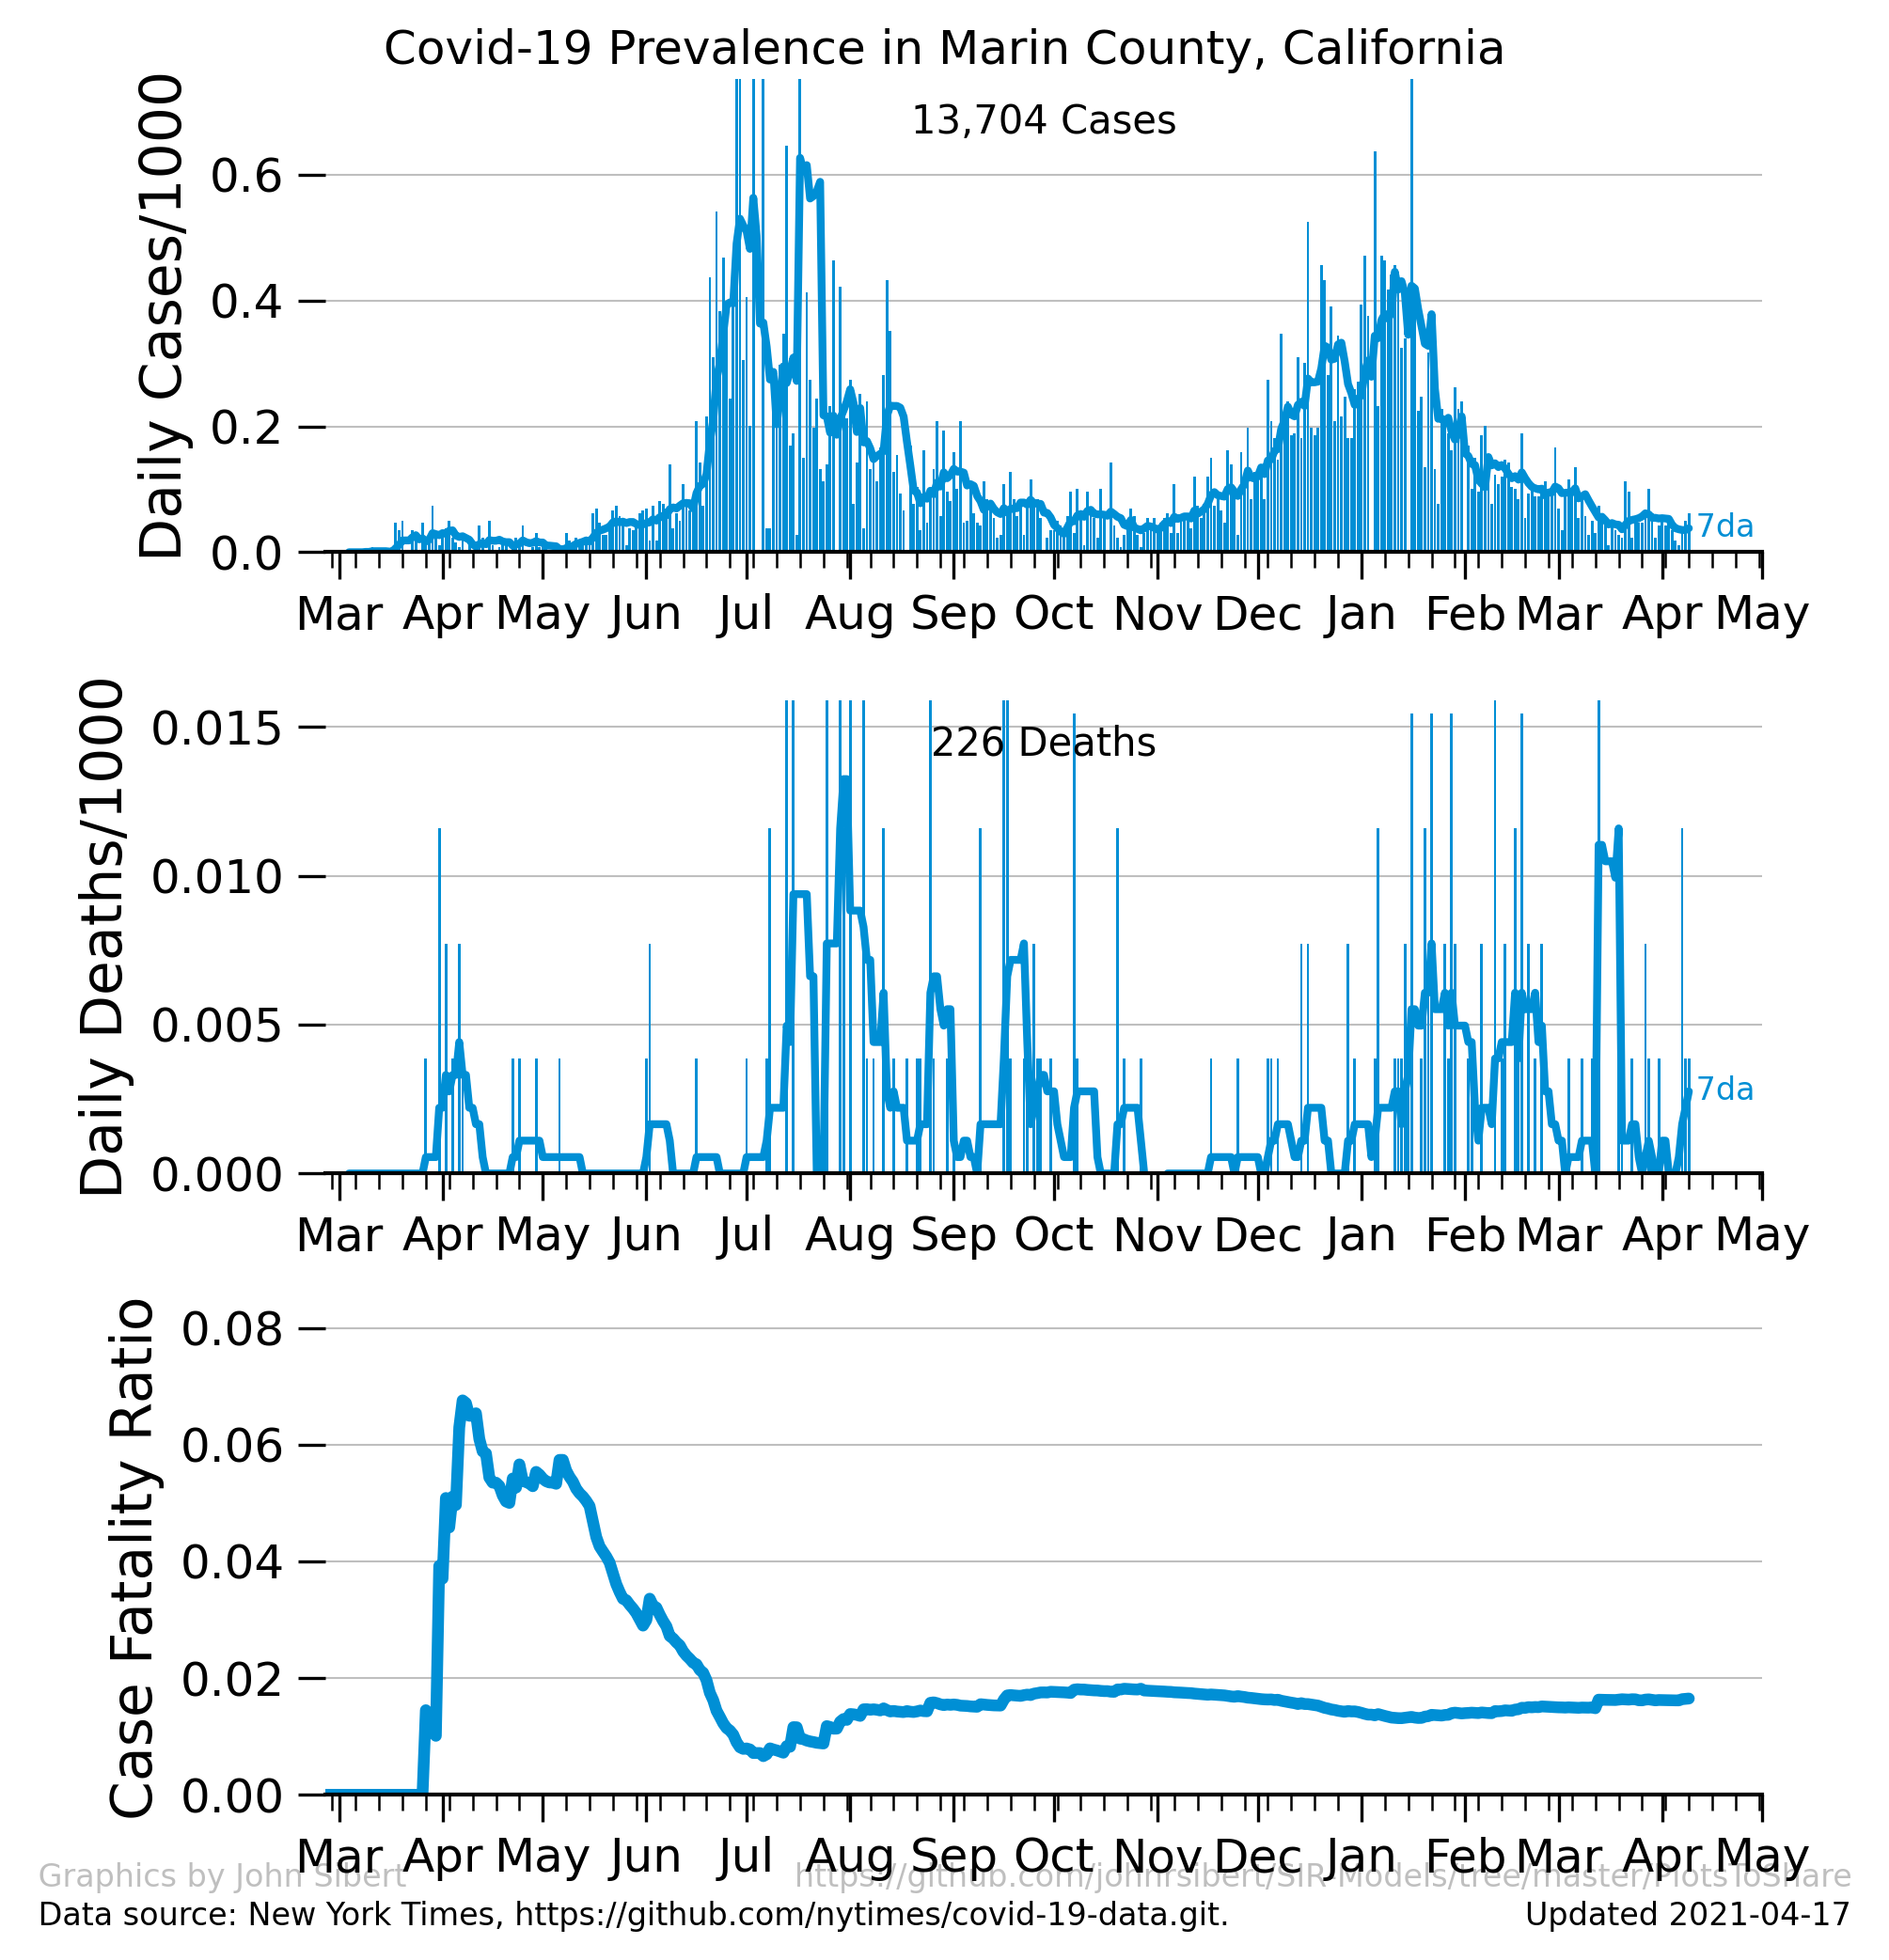 Covid-19 Prevalence in Marin County, California
Daily Cases/1000
13,704 Cases
0.6
0.4
0.2
0.0
7da
Mar Apr May Jun Jul Aug Sep Oct Nov Dec Jan Feb Mar Apr May
Daily Deaths/1000
226 Deaths
0.015
0.010
0.005
0.000
7da
Mar Apr May Jun Jul Aug Sep Oct Nov Dec Jan Feb Mar Apr May
Case Fatality Ratio
0.08
0.06
0.04
0.02
0.00
Mar Apr May Jun Jul Aug Sep Oct Nov Dec Jan Feb Mar Apr May
Graphics by John Sibert https://github.com/johnrsibert/SIR-Models/tree/master/PlotsToShare
Data source: New York Times, https://github.com/nytimes/covid-19-data.git. Updated 2021-04-17